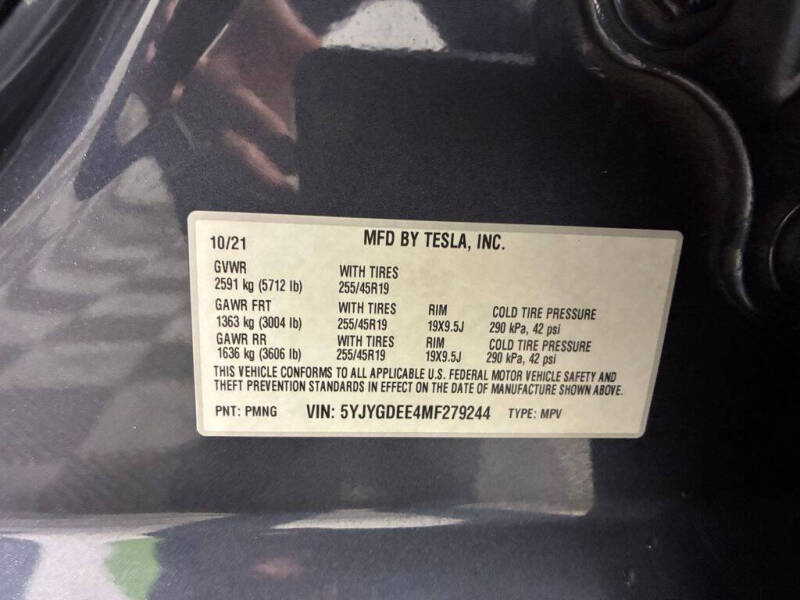 10/21 MFD BY TESLA, INC.
GVWR WITH TIRES
2591 kg (5712 lb) 255/45R19
GAWR FRT WITH TIRES RIM COLD TIRE PRESSURE
1363 kg (3004 lb) 255/45R19 19X9.5J 290 kPa, 42 psi
GAWR RR WITH TIRES RIM COLD TIRE PRESSURE
1636 kg (3606 lb) 255/45R19 19X9.5J 290 kPa, 42 psi
THIS VEHICLE CONFORMS TO ALL APPLICABLE U.S. FEDERAL MOTOR VEHICLE SAFETY AND
THEFT PREVENTION STANDARDS IN EFFECT ON THE DATE OF MANUFACTURE SHOWN ABOVE.
PNT: PMNG VIN: 5YJYGDEE4MF279244 TYPE: MPV